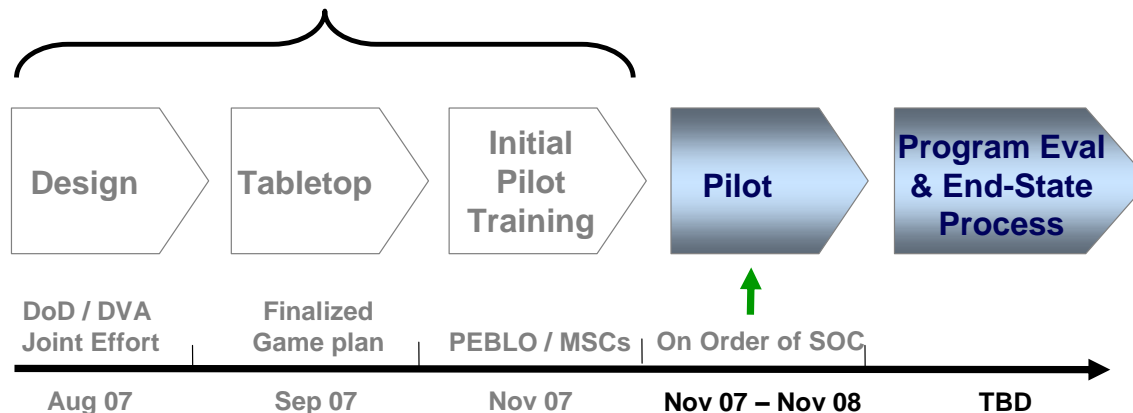 Design
Tabletop
Initial
Pilot
Training
Pilot
Program Eval
& End-State
Process
DoD / DVA
Joint Effort
Finalized
Game plan
PEBLO / MSCs
On Order of SOC
Aug 07
Sep 07
Nov 07
Nov 07 – Nov 08
TBD